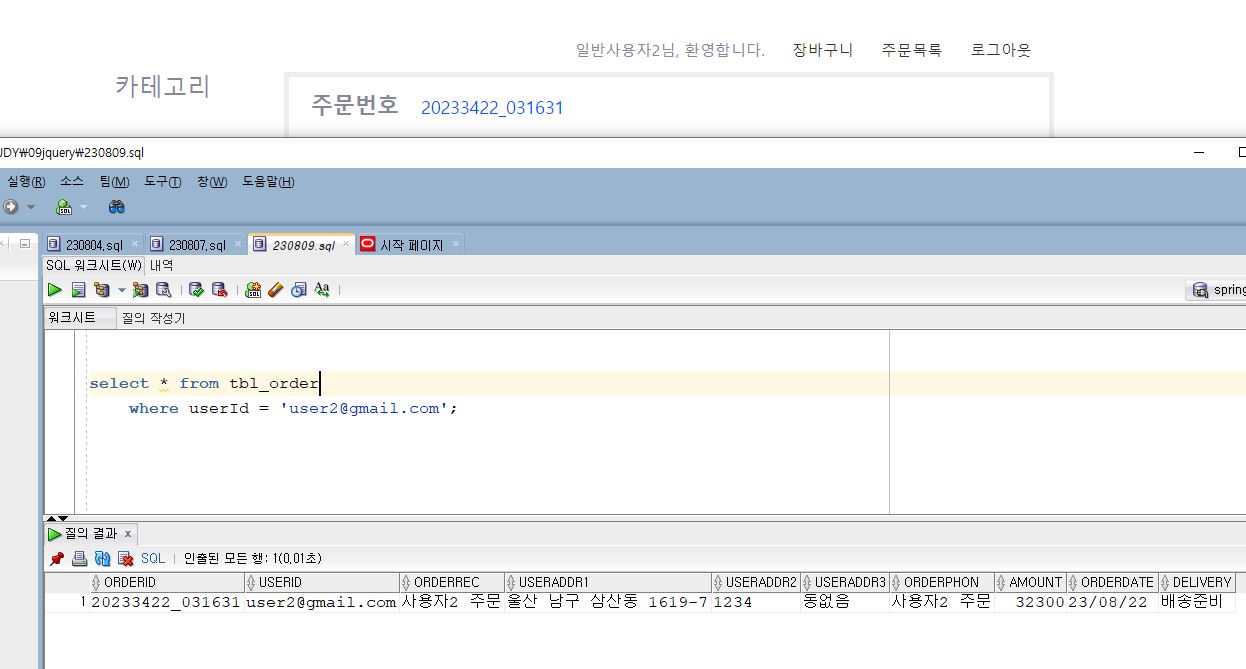 일반사용자2님, 환영합니다. 장바구니 주문목록 로그아웃
카테고리
주문번호 20233422_031631
JDY₩09jquery₩230809.sql
실행(R) 소스 팀(M) 도구(T) 창(W) 도움말(H)
230804.sql 230807.sql 230809.sql 시작 페이지
SQL 워크시트(W) 내역
spring
워크시트 질의 작성기
select * from tbl_order
where userId = 'user2@gmail.com';
질의 결과
SQL 인출된 모든 행: 1(0.01초)
ORDERID USERID ORDERREC USERADDR1 USERADDR2 USERADDR3 ORDERPHON AMOUNT ORDERDATE DELIVERY
1 20233422_031631 user2@gmail.com 사용자2 주문 울산 남구 삼산동 1619-7 1234 동없음 사용자2 주문 32300 23/08/22 배송준비